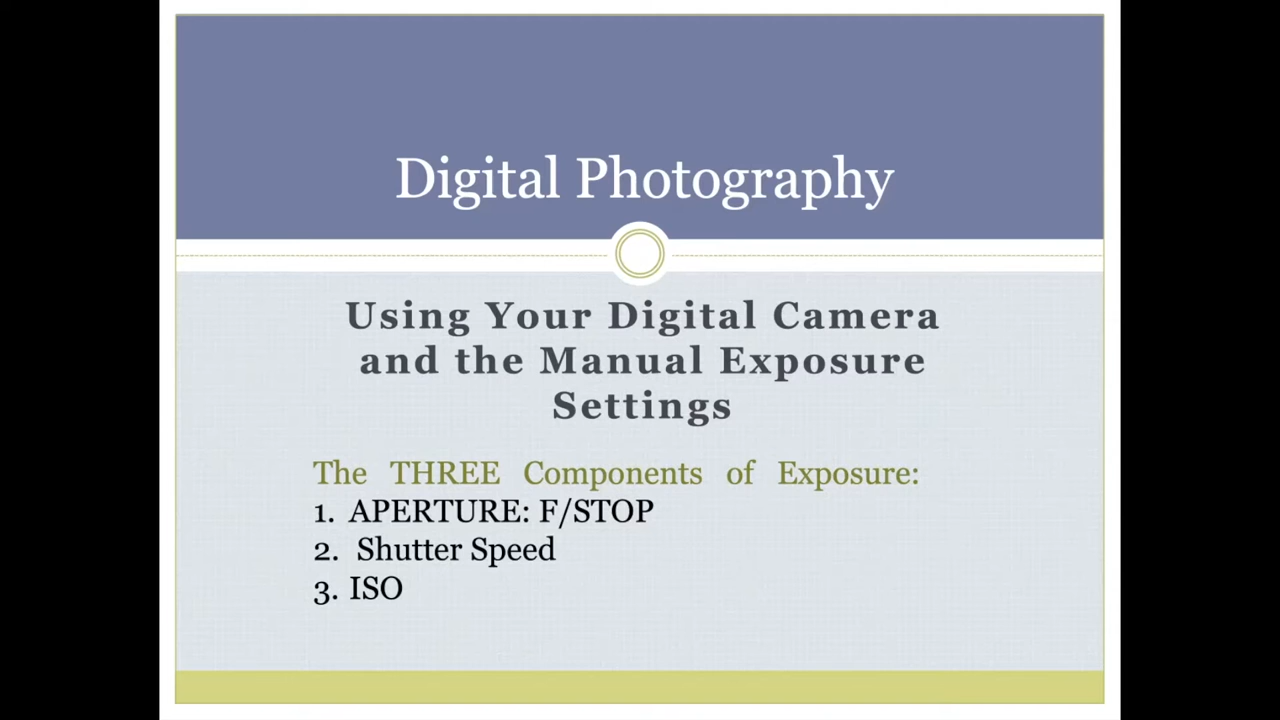 Digital Photography
Using Your Digital Camera
and the Manual Exposure
Settings
The THREE Components of Exposure:
1. APERTURE: F/STOP
2. Shutter Speed
3. ISO